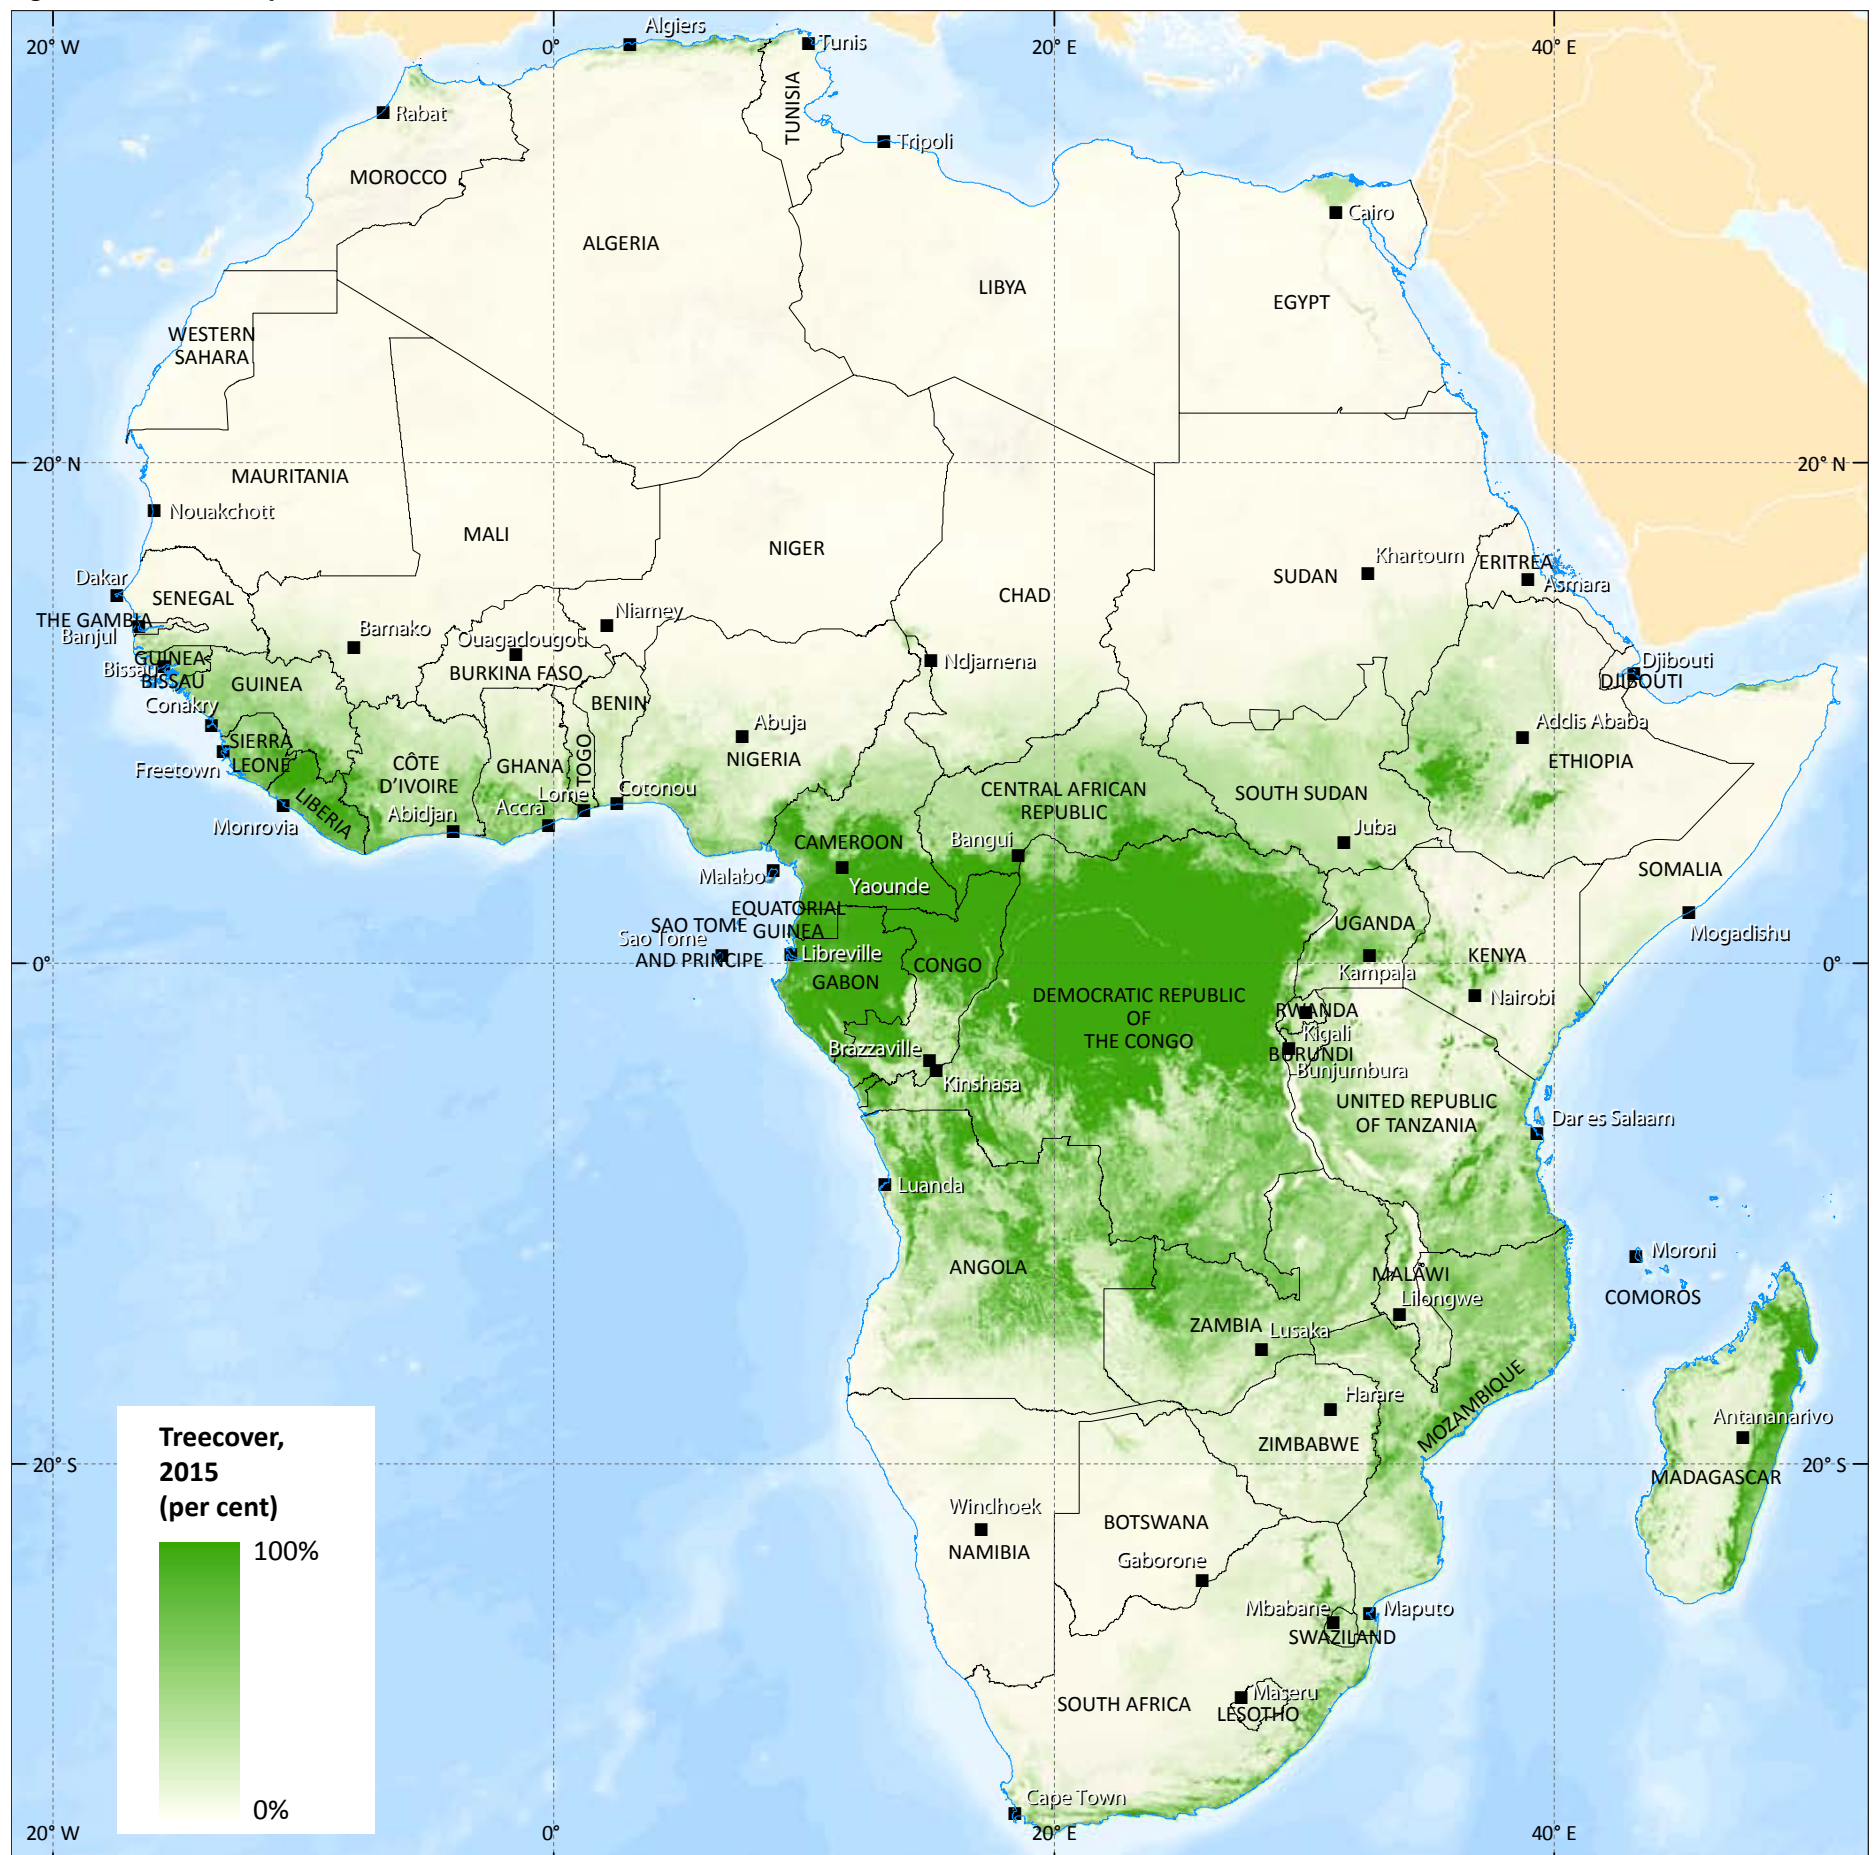 20° W
0°
20° E
40° E
Algiers
Tunis
Rabat
TUNISIA
Tripoli
MOROCCO
Cairo
ALGERIA
LIBYA
EGYPT
WESTERN
SAHARA
20° N
20° N
MAURITANIA
Nouakchott
MALI
NIGER
CHAD
SUDAN
Khartoum
ERITREA
Asmara
Dakar
SENEGAL
THE GAMBIA
Banjul
Bamako
Niamey
Ouagadougou
BURKINA FASO
Ndjamena
Djibouti
DJIBOUTI
GUINEA-
BISSAU
Bissau
GUINEA
BENIN
Conakry
Abuja
NIGERIA
Addis Ababa
ETHIOPIA
SIERRA
LEONE
Freetown
CÔTE
D’IVOIRE
GHANA
TOGO
CENTRAL AFRICAN
REPUBLIC
SOUTH SUDAN
LIBERIA
Monrovia
Abidjan
Accra
Lome
Cotonou
CAMEROON
Bangui
Juba
Malabo
Yaounde
SOMALIA
EQUATORIAL
GUINEA
SAO TOME
AND PRINCIPE
Sao Tome
UGANDA
Mogadishu
Libreville
CONGO
KENYA
Kampala
0°
0°
GABON
DEMOCRATIC REPUBLIC
OF
THE CONGO
Nairobi
RWANDA
Kigali
BURUNDI
Bunjumbura
Brazzaville
Kinshasa
UNITED REPUBLIC
OF TANZANIA
Dar es Salaam
Luanda
ANGOLA
MALAWI
Lilongwe
Moroni
COMOROS
ZAMBIA
Lusaka
MOZAMBIQUE
Harare
ZIMBABWE
Antananarivo
MADAGASCAR
20° S
20° S
Windhoek
NAMIBIA
BOTSWANA
Gaborone
Mbabane
Maputo
SWAZILAND
SOUTH AFRICA
Maseru
LESOTHO
Cape Town
Treecover,
2015
(per cent)
100%
0%
20° W
0°
20° E
40° E